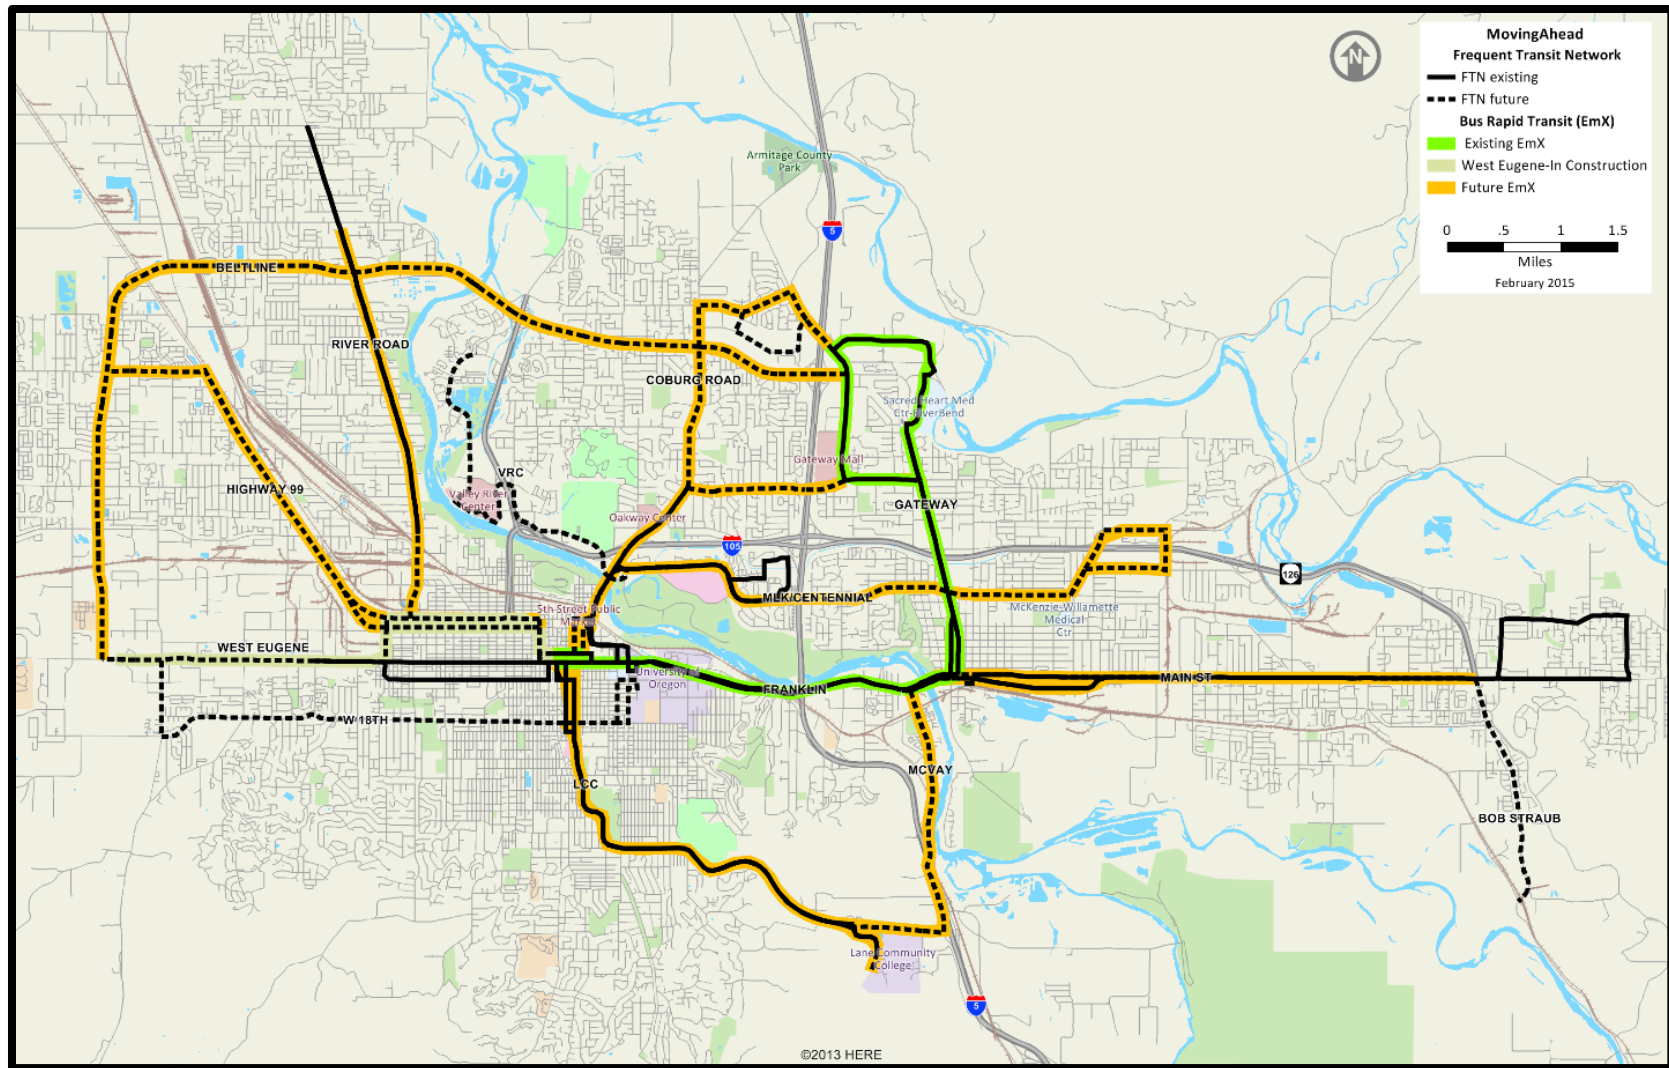 MovingAhead
Frequent Transit Network
FTN existing
FTN future
Bus Rapid Transit (EmX)
Existing EmX
West Eugene-In Construction
Future EmX
0 .5 1 1.5
Miles
February 2015
N
Armitage County
Park
5
BELTLINE
RIVER ROAD
COBURG ROAD
Sacred Heart Med
Ctr-RiverBend
Gateway Mall
VRC
HIGHWAY 99
Valley River
Center
GATEWAY
Oakway Center
105
126
MLK/CENTENNIAL
5th Street Public
Market
McKenzie-Willamette
Medical
Ctr
WEST EUGENE
University of
Oregon
FRANKLIN
MAIN ST
W 18TH
MCVAY
LCC
BOB STRAUB
Lane Community
College
5
©2013 HERE